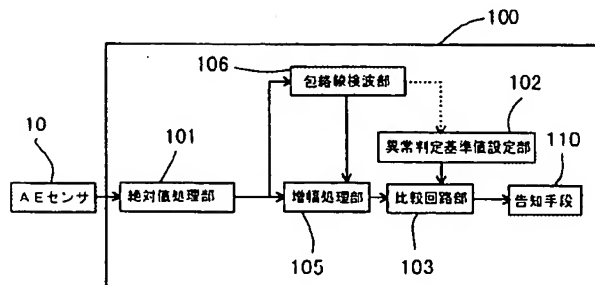 100
106
包絡線検波部
102
10
101
異常判定基準値設定部
110
AEセンサ
絶対値処理部
増幅処理部
比較回路部
告知手段
105
103